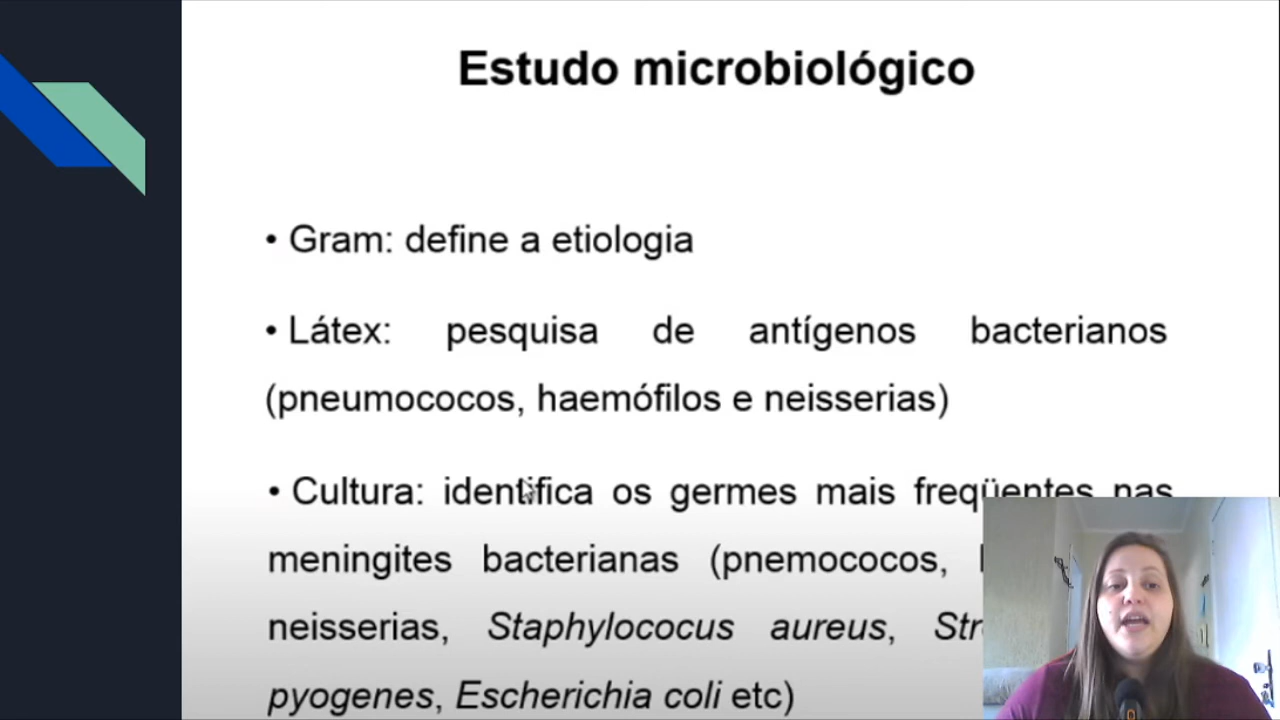 Estudo microbiológico
• Gram: define a etiologia
• Látex: pesquisa de antígenos bacterianos
(pneumococos, haemófilos e neisserias)
• Cultura: identifica os germes mais freqüentes nas
meningites bacterianas (pnemococos,
neisserias, Staphylococus aureus,
pyogenes, Escherichia coli etc)